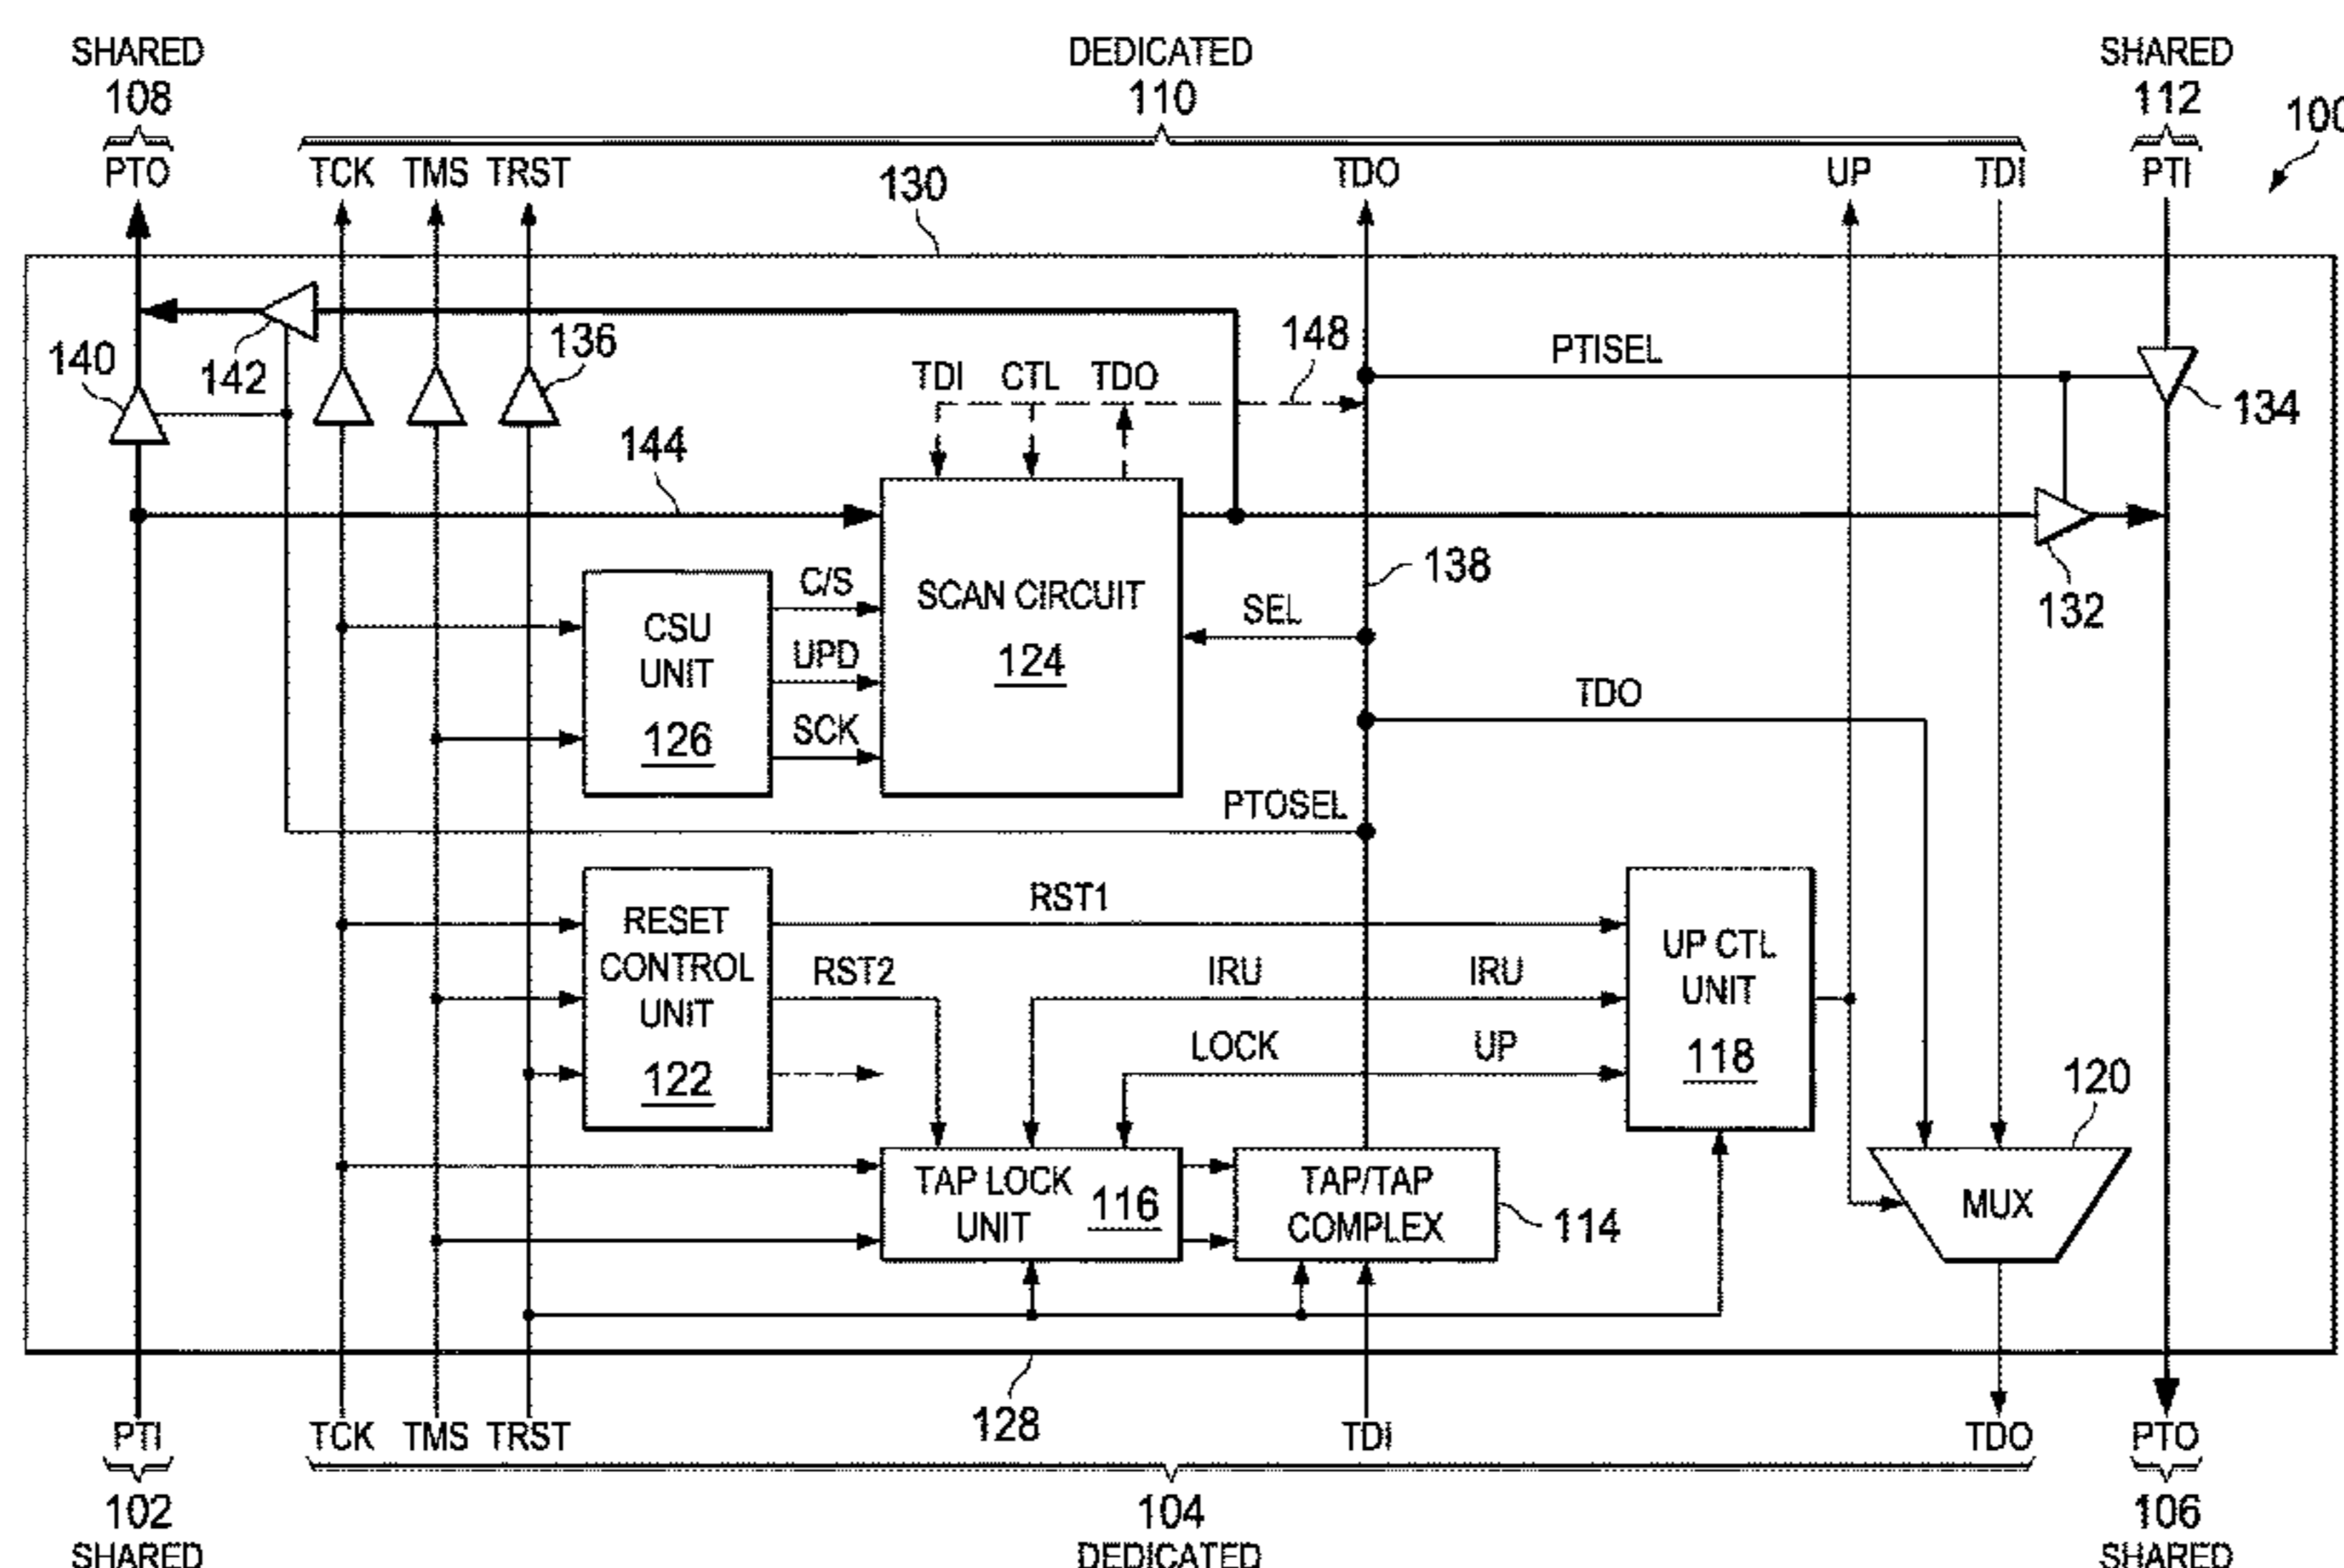 SHARED
108
PTO
DEDICATED
110
SHARED
112
PTI
100
TCK TMS TRST
130
TDO
UP
TDI
140
142
136
TDI CTL TDO
148
PTISEL
134
144
138
132
C/S
UPD
SCK
CSU
UNIT
126
SCAN CIRCUIT
124
SEL
TDO
PTOSEL
RESET
CONTROL
UNIT
122
RST1
RST2
IRU
IRU
LOCK
UP
UP CTL
UNIT
118
120
TAP LOCK
UNIT
116
TAP/TAP
COMPLEX
114
MUX
128
PTI
TCK TMS TRST
TDI
TDO
PTO
102
SHARED
104
DEDICATED
106
SHARED